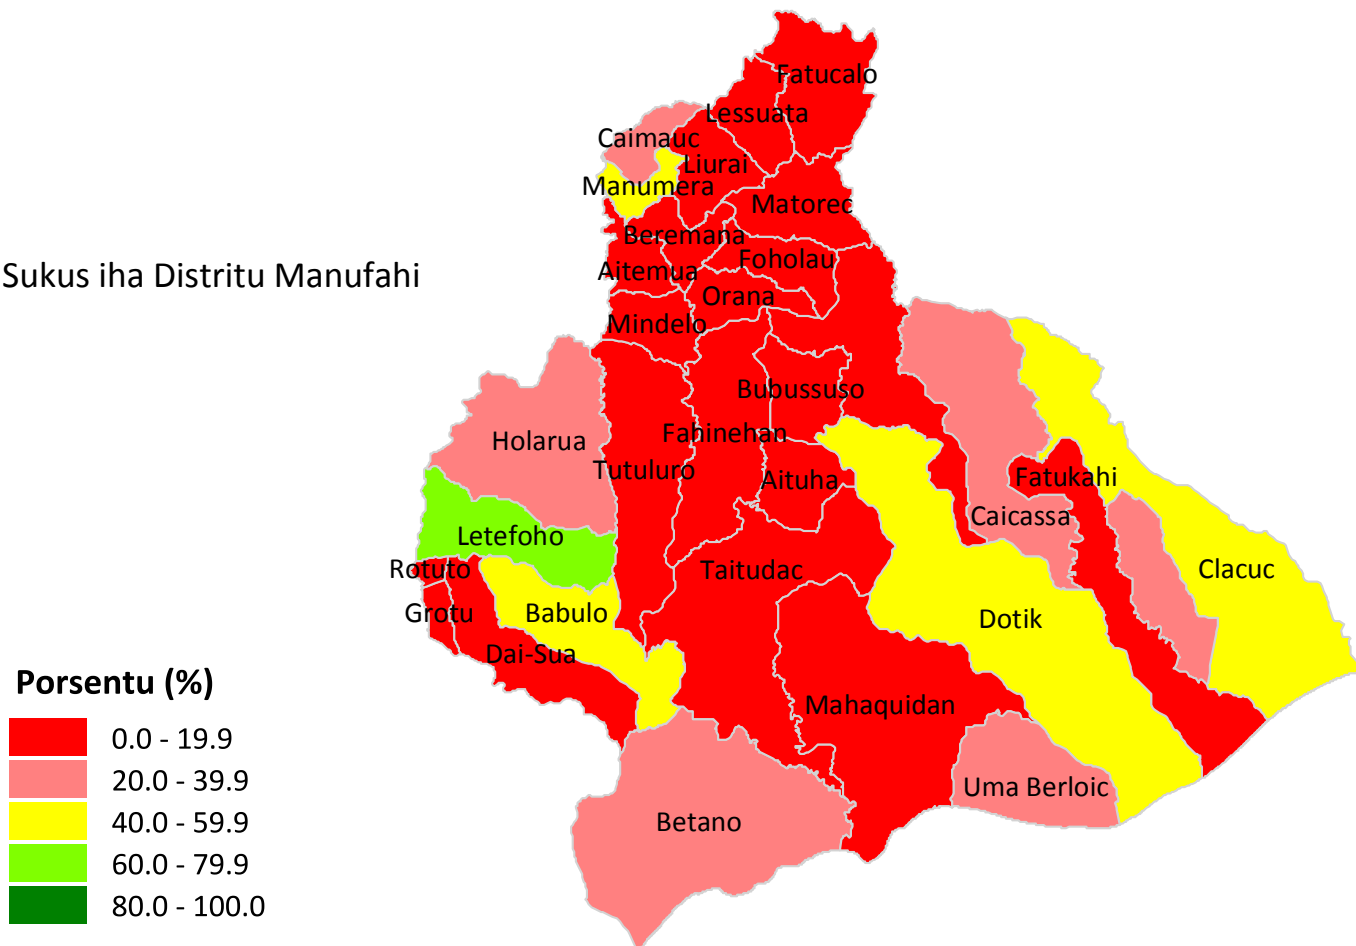 Fatucalo
Lessuata
Caimauc
Liurai
Manumera
Matorec
Beremana
Foholau
Sukus iha Distritu Manufahi
Aitemua
Orana
Mindelo
Bubussuso
Holarua
Fahinehan
Tutuluro
Aituha
Fatukahi
Caicassa
Letefoho
Rotuto
Taitudac
Clacuc
Grotu
Babulo
Dotik
Dai-Sua
Porsentu (%)
Mahaquidan
0.0 - 19.9
20.0 - 39.9
Uma Berloic
40.0 - 59.9
Betano
60.0 - 79.9
80.0 - 100.0